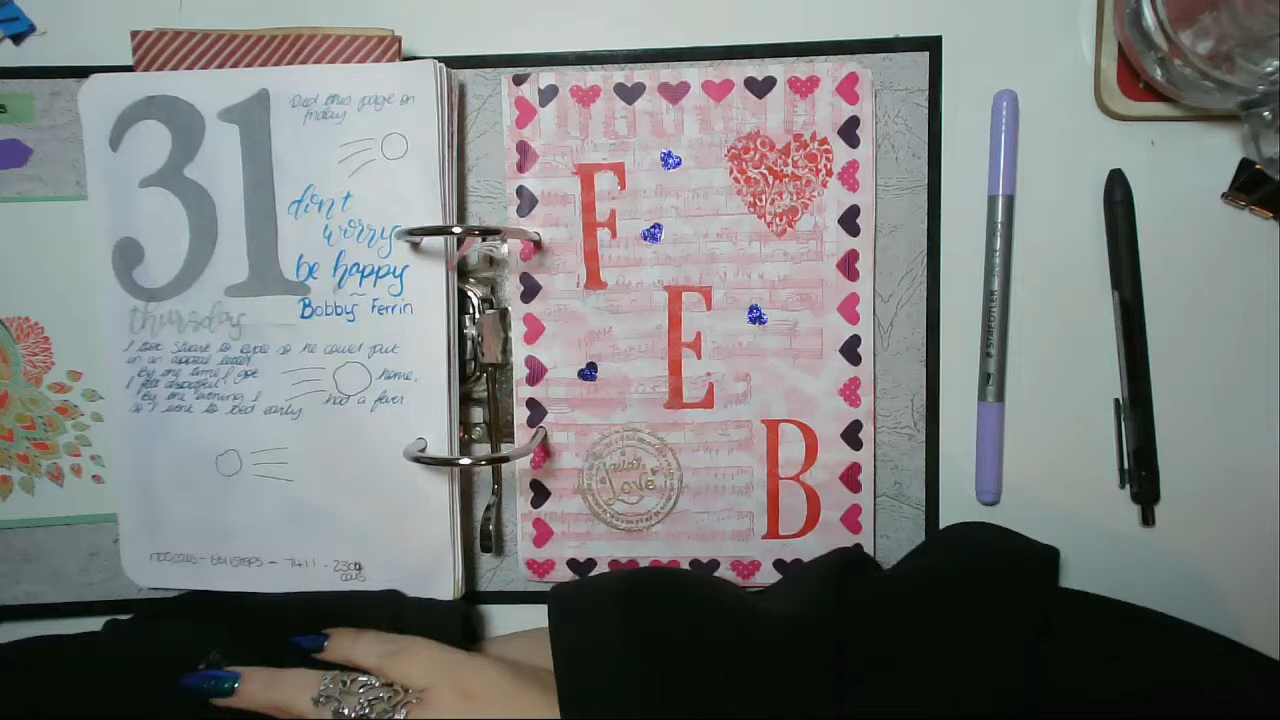 31
Did this page on
friday
don't
worry
be happy
~
Bobby Ferrin
thursday
I took Stuart to expo so he could put
in an appeal letter
By the time I got home,
I felt dreadful!
By the evening I had a fever
so I went to bed early
STAEDTLER
F
E
B
with
Love